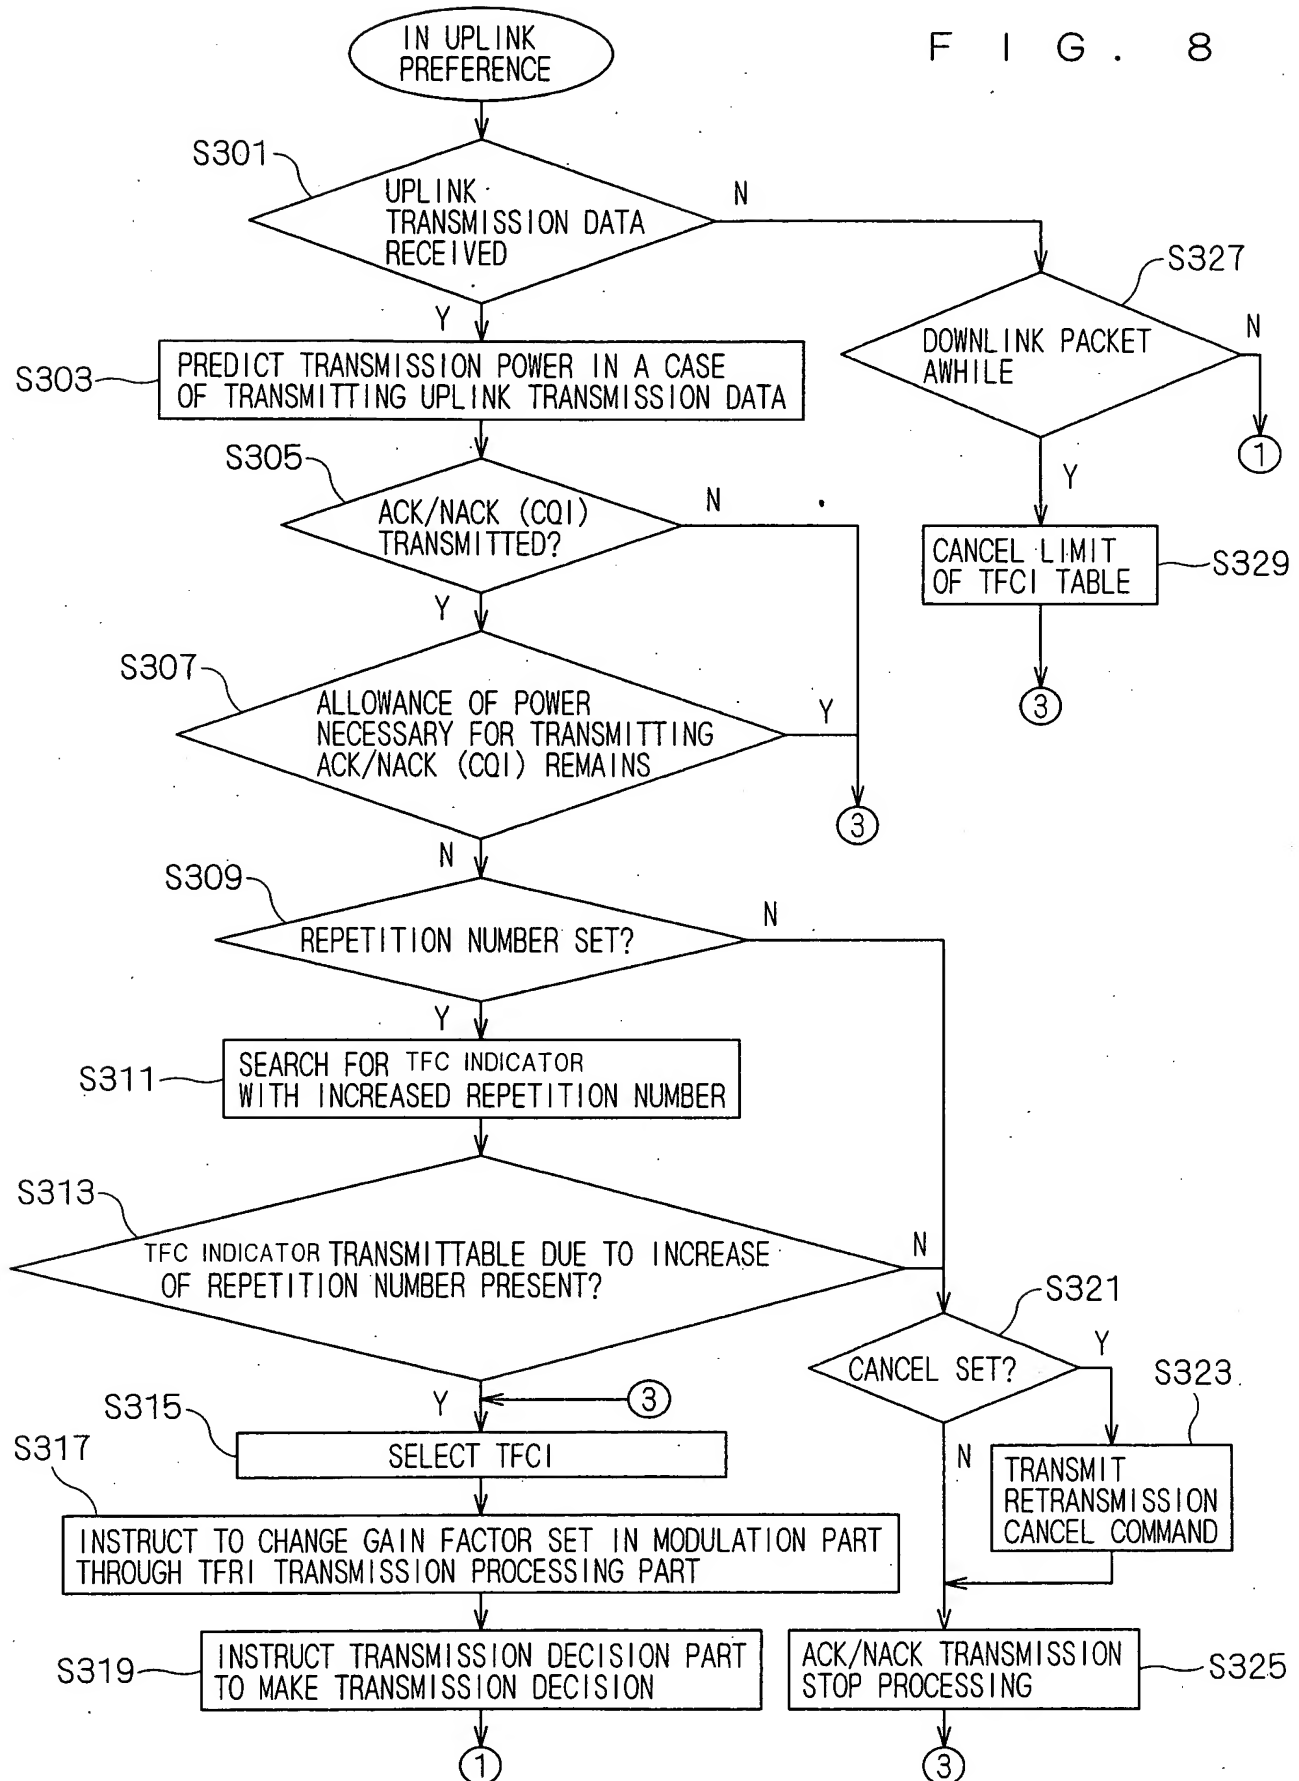 IN UPLINK
PREFERENCE
F I G . 8
S301
UPLINK
TRANSMISSION DATA
RECEIVED
N
Y
S327
DOWNLINK PACKET
AWHILE
N
1
Y
S303
PREDICT TRANSMISSION POWER IN A CASE
OF TRANSMITTING UPLINK TRANSMISSION DATA
S305
ACK/NACK (CQI)
TRANSMITTED?
N
Y
CANCEL LIMIT
OF TFCI TABLE
S329
3
S307
ALLOWANCE OF POWER
NECESSARY FOR TRANSMITTING
ACK/NACK (CQI) REMAINS
Y
3
N
S309
REPETITION NUMBER SET?
N
Y
S311
SEARCH FOR TFC INDICATOR
WITH INCREASED REPETITION NUMBER
S313
TFC INDICATOR TRANSMITTABLE DUE TO INCREASE
OF REPETITION NUMBER PRESENT?
N
Y
3
S321
CANCEL SET?
Y
N
S323
TRANSMIT
RETRANSMISSION
CANCEL COMMAND
S315
SELECT TFCI
S317
INSTRUCT TO CHANGE GAIN FACTOR SET IN MODULATION PART
THROUGH TFRI TRANSMISSION PROCESSING PART
S319
INSTRUCT TRANSMISSION DECISION PART
TO MAKE TRANSMISSION DECISION
1
ACK/NACK TRANSMISSION
STOP PROCESSING
S325
3